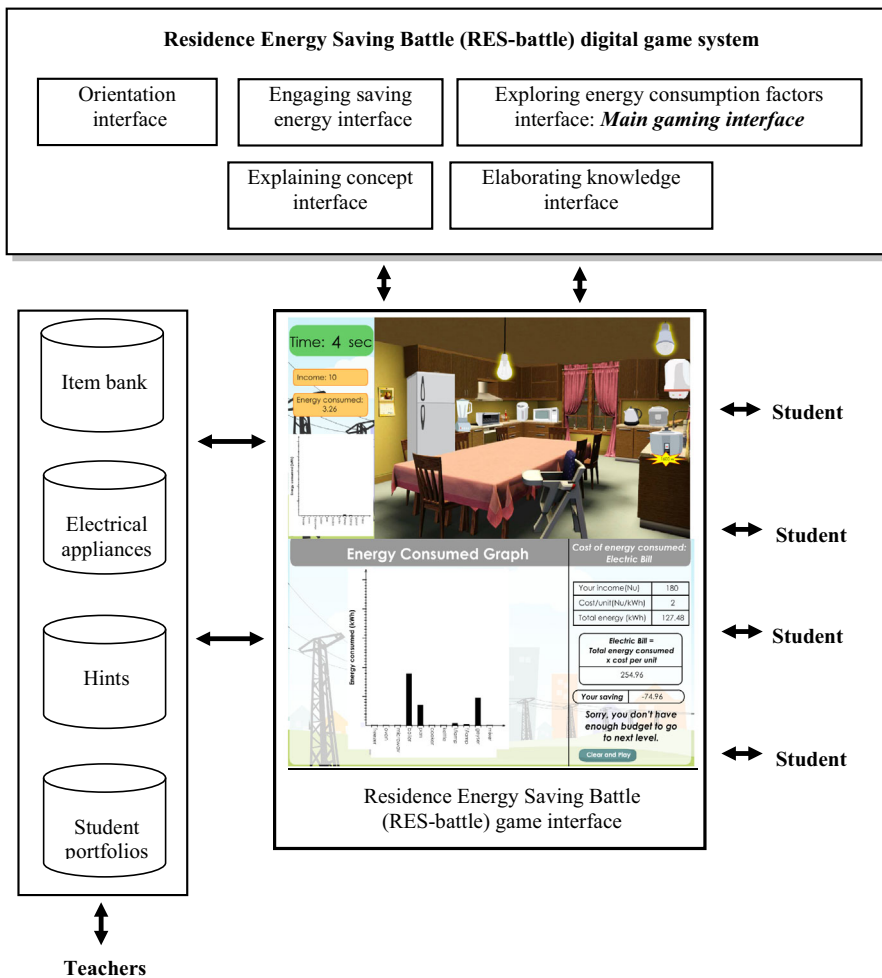 Residence Energy Saving Battle (RES-battle) digital game system
Orientation
interface
Engaging saving
energy interface
Exploring energy consumption factors
interface: Main gaming interface
Explaining concept
interface
Elaborating knowledge
interface
Item bank
Electrical
appliances
Hints
Student
portfolios
Teachers
Time: 4 sec
Income: 10
Energy consumed:
3.26
Energy Consumed Graph
Energy consumed (kWh)
Cost of energy consumed:
Electric Bill
Your income(Nu) 180
Cost/unit(Nu/kWh) 2
Total energy (kWh) 127.48
Electric Bill =
Total energy consumed
x cost per unit
254.96
Your saving -74.96
Sorry, you don't have
enough budget to go
to next level.
Clear and Play
Residence Energy Saving Battle
(RES-battle) game interface
Student
Student
Student
Student